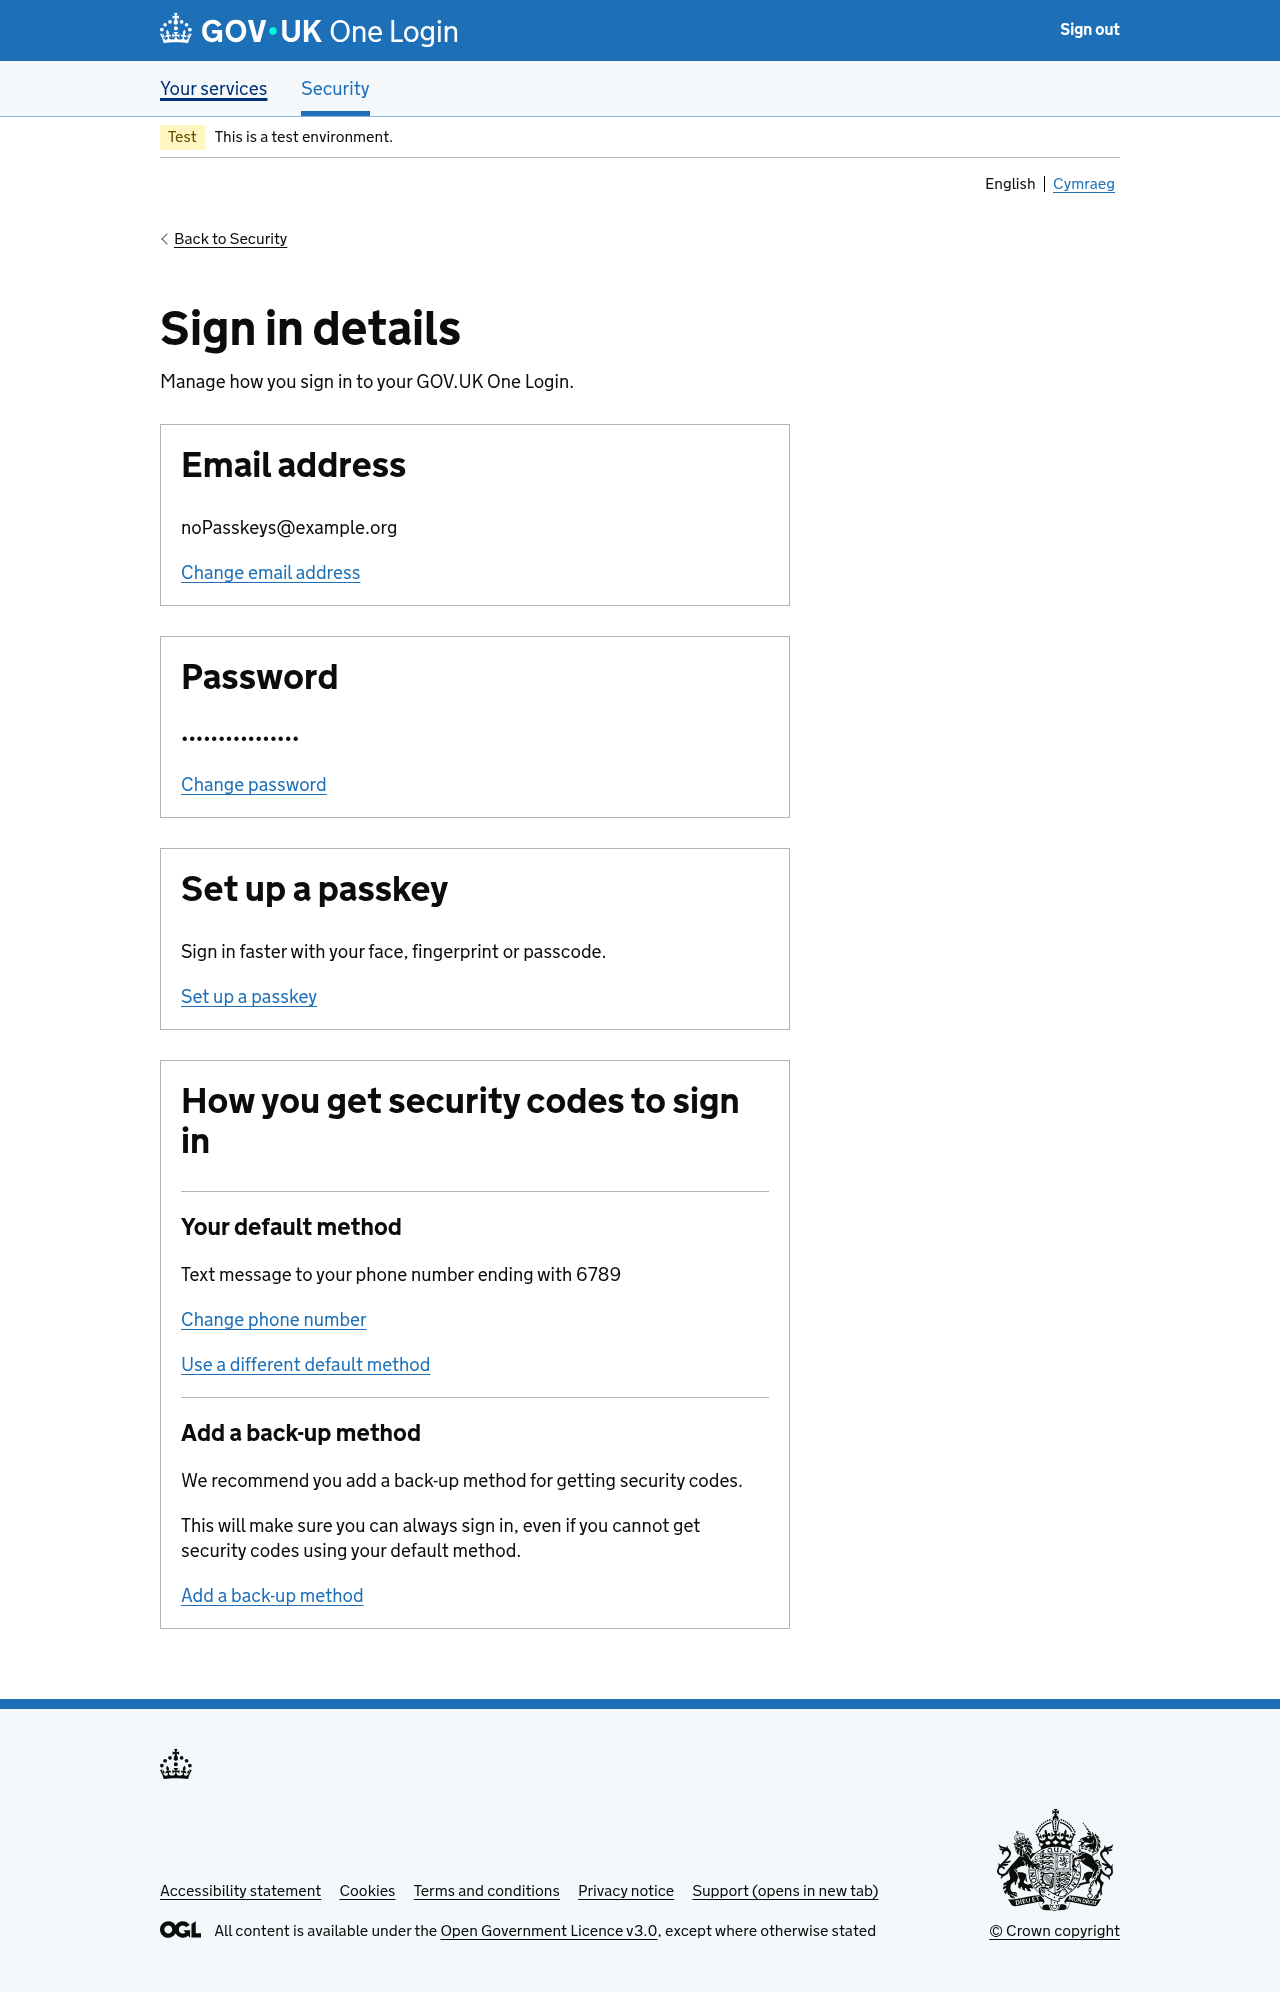 GOV•UK One Login
Sign out
Your services
Security
Test
This is a test environment.
English
Cymraeg
Back to Security
Sign in details
Manage how you sign in to your GOV.UK One Login.
Email address
noPasskeys@example.org
Change email address
Password
••••••••••••••••
Change password
Set up a passkey
Sign in faster with your face, fingerprint or passcode.
Set up a passkey
How you get security codes to sign
in
Your default method
Text message to your phone number ending with 6789
Change phone number
Use a different default method
Add a back-up method
We recommend you add a back-up method for getting security codes.
This will make sure you can always sign in, even if you cannot get
security codes using your default method.
Add a back-up method
Accessibility statement
Cookies
Terms and conditions
Privacy notice
Support (opens in new tab)
OGL
All content is available under the Open Government Licence v3.0, except where otherwise stated
© Crown copyright